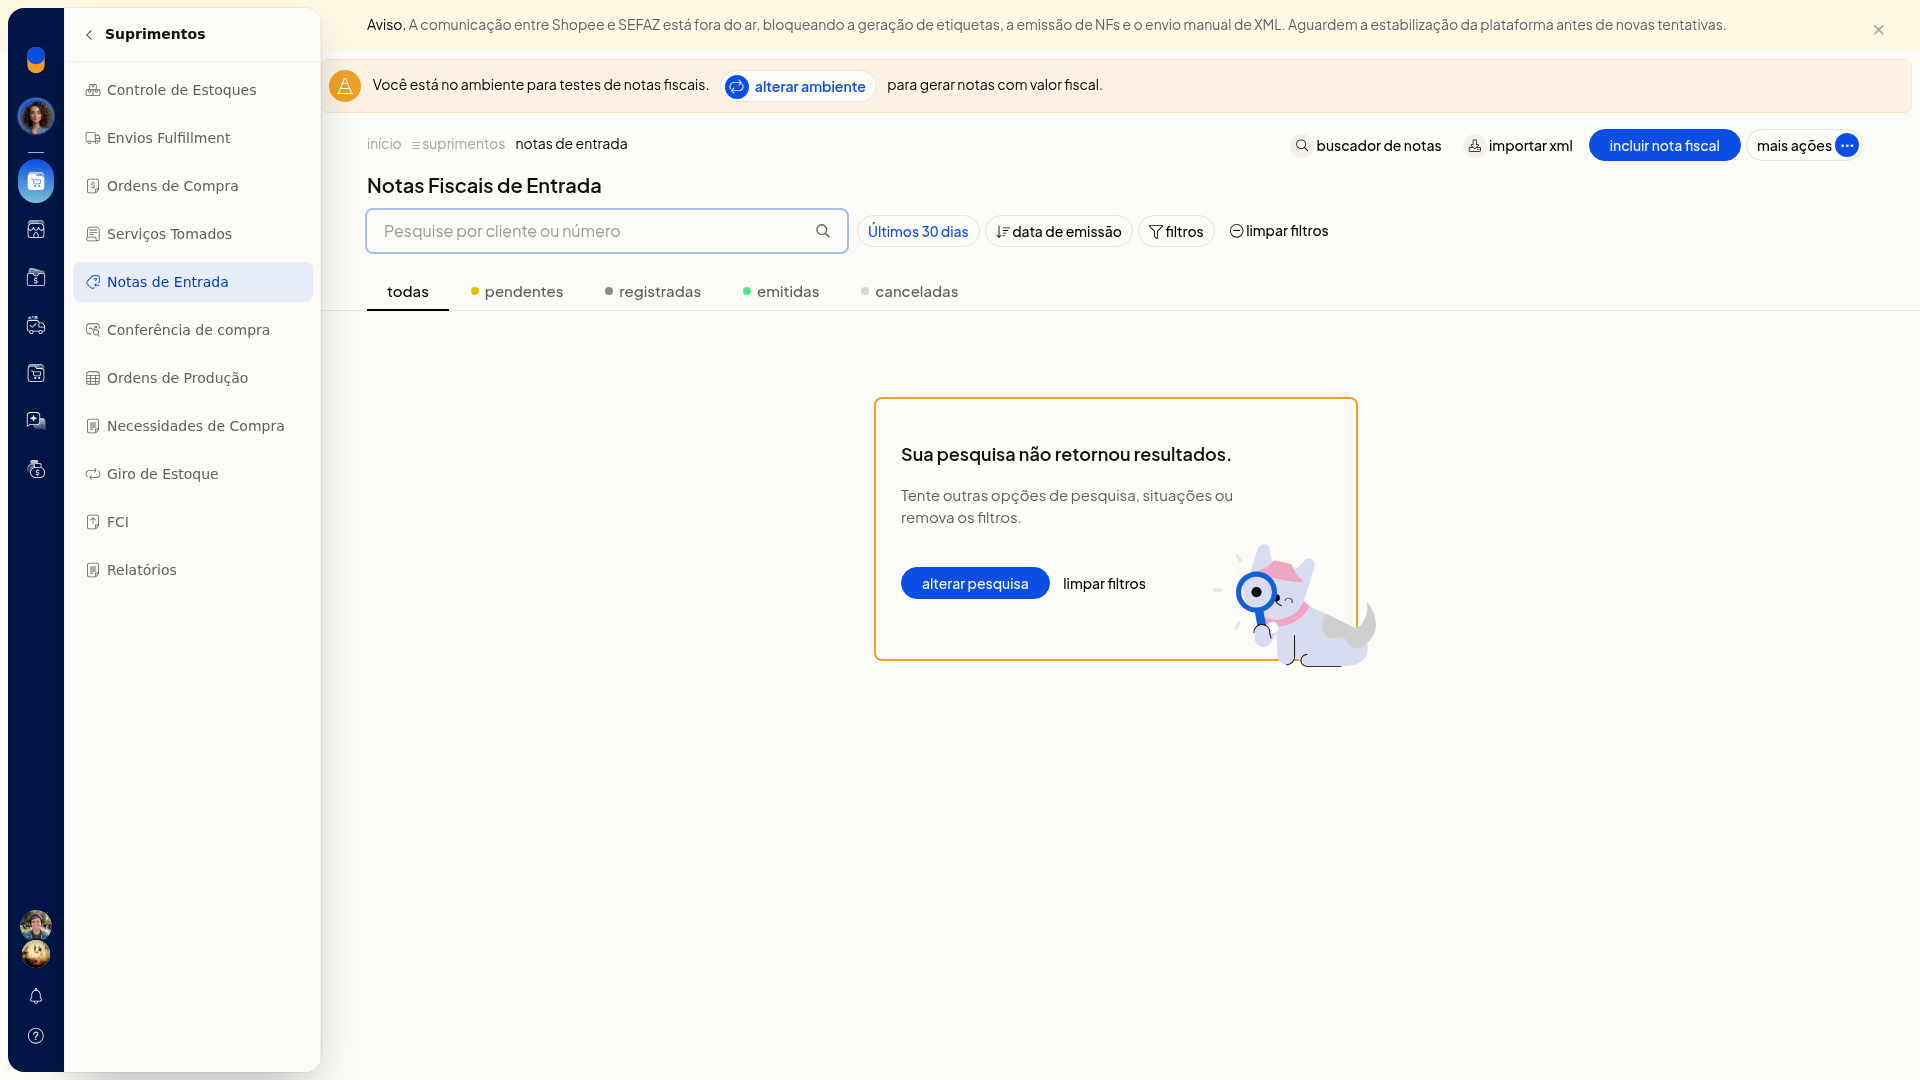 Aviso. A comunicação entre Shopee e SEFAZ está fora do ar, bloqueando a geração de etiquetas, a emissão de NFs e o envio manual de XML. Aguardem a estabilização da plataforma antes de novas tentativas.
Você está no ambiente para testes de notas fiscais. alterar ambiente para gerar notas com valor fiscal.
Suprimentos
Controle de Estoques
Envios Fulfillment
Ordens de Compra
Serviços Tomados
Notas de Entrada
Conferência de compra
Ordens de Produção
Necessidades de Compra
Giro de Estoque
FCI
Relatórios
início suprimentos notas de entrada
buscador de notas importar xml incluir nota fiscal mais ações
Notas Fiscais de Entrada
Pesquise por cliente ou número Últimos 30 dias data de emissão filtros limpar filtros
todas pendentes registradas emitidas canceladas
Sua pesquisa não retornou resultados.
Tente outras opções de pesquisa, situações ou
remova os filtros.
alterar pesquisa limpar filtros